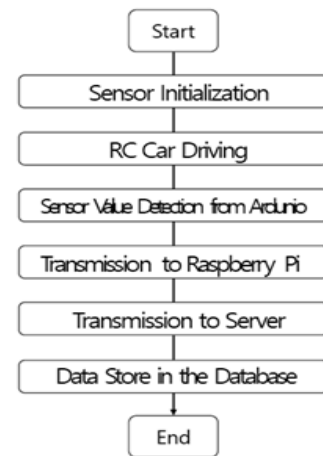 Start
Sensor Initialization
RC Car Driving
Sensor Value Detection from Ardunio
Transmission to Raspberry Pi
Transmission to Server
Data Store in the Database
End